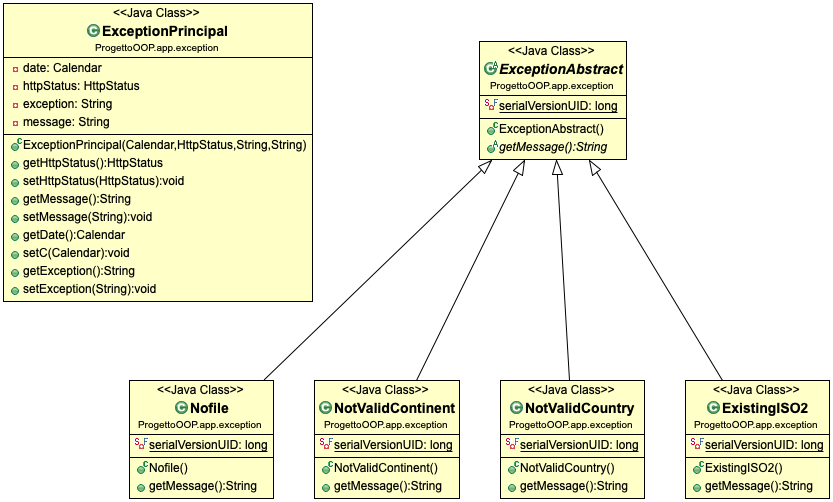 <<Java Class>>
ExceptionPrincipal
ProgettoOOP.app.exception
date: Calendar
httpStatus: HttpStatus
exception: String
message: String
ExceptionPrincipal(Calendar,HttpStatus,String,String)
getHttpStatus():HttpStatus
setHttpStatus(HttpStatus):void
getMessage():String
setMessage(String):void
getDate():Calendar
setC(Calendar):void
getException():String
setException(String):void
<<Java Class>>
ExceptionAbstract
ProgettoOOP.app.exception
serialVersionUID: long
ExceptionAbstract()
getMessage():String
<<Java Class>>
Nofile
ProgettoOOP.app.exception
serialVersionUID: long
Nofile()
getMessage():String
<<Java Class>>
NotValidContinent
ProgettoOOP.app.exception
serialVersionUID: long
NotValidContinent()
getMessage():String
<<Java Class>>
NotValidCountry
ProgettoOOP.app.exception
serialVersionUID: long
NotValidCountry()
getMessage():String
<<Java Class>>
ExistingISO2
ProgettoOOP.app.exception
serialVersionUID: long
ExistingISO2()
getMessage():String